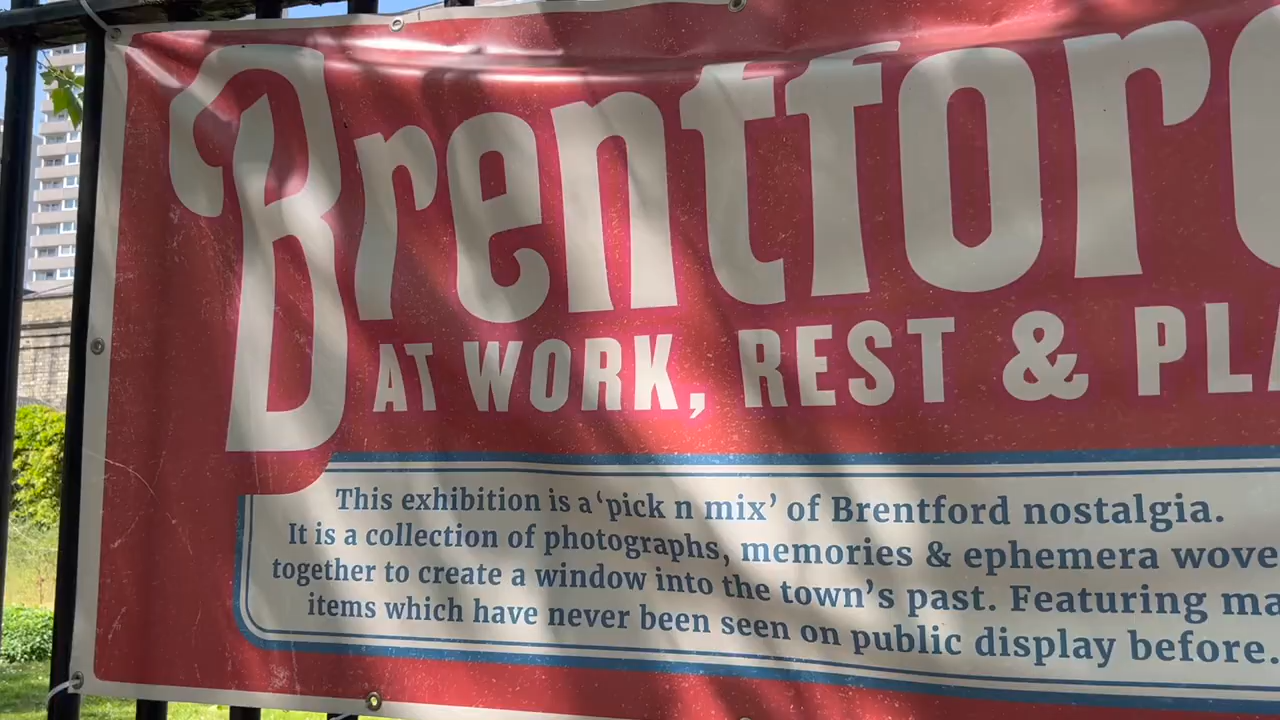 Brentford
AT WORK, REST & PLA
This exhibition is a ‘pick n mix’ of Brentford nostalgia.
It is a collection of photographs, memories & ephemera wove
together to create a window into the town’s past. Featuring ma
items which have never been seen on public display before.